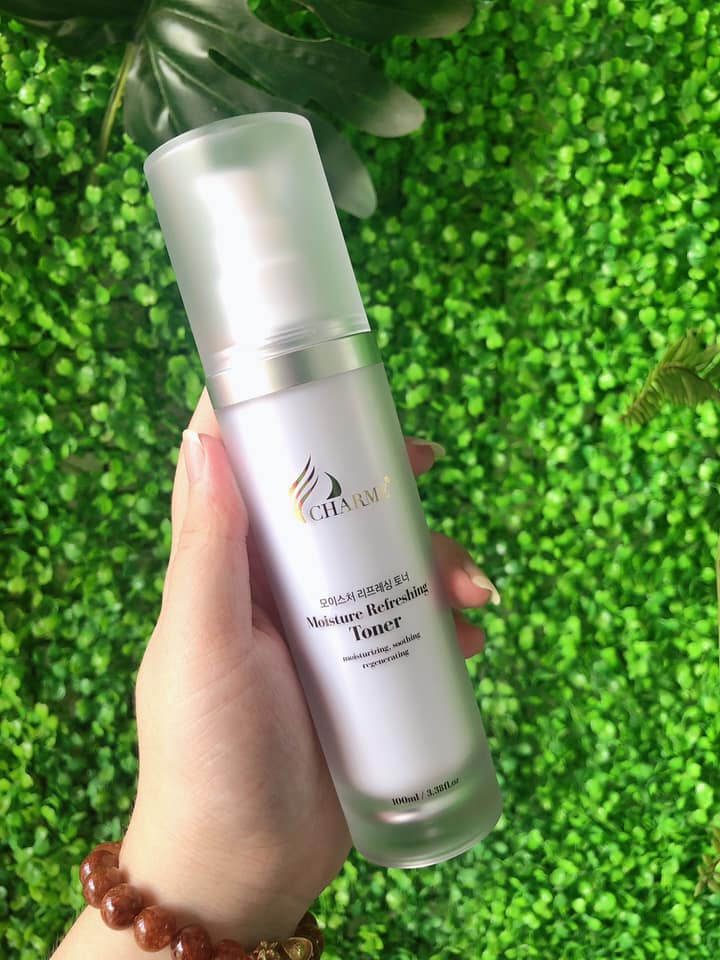 CHARME
모이스처 리프레싱 토너
Moisture Refreshing
Toner
moisturizing, soothing
regenerating
100ml / 3.38fl.oz